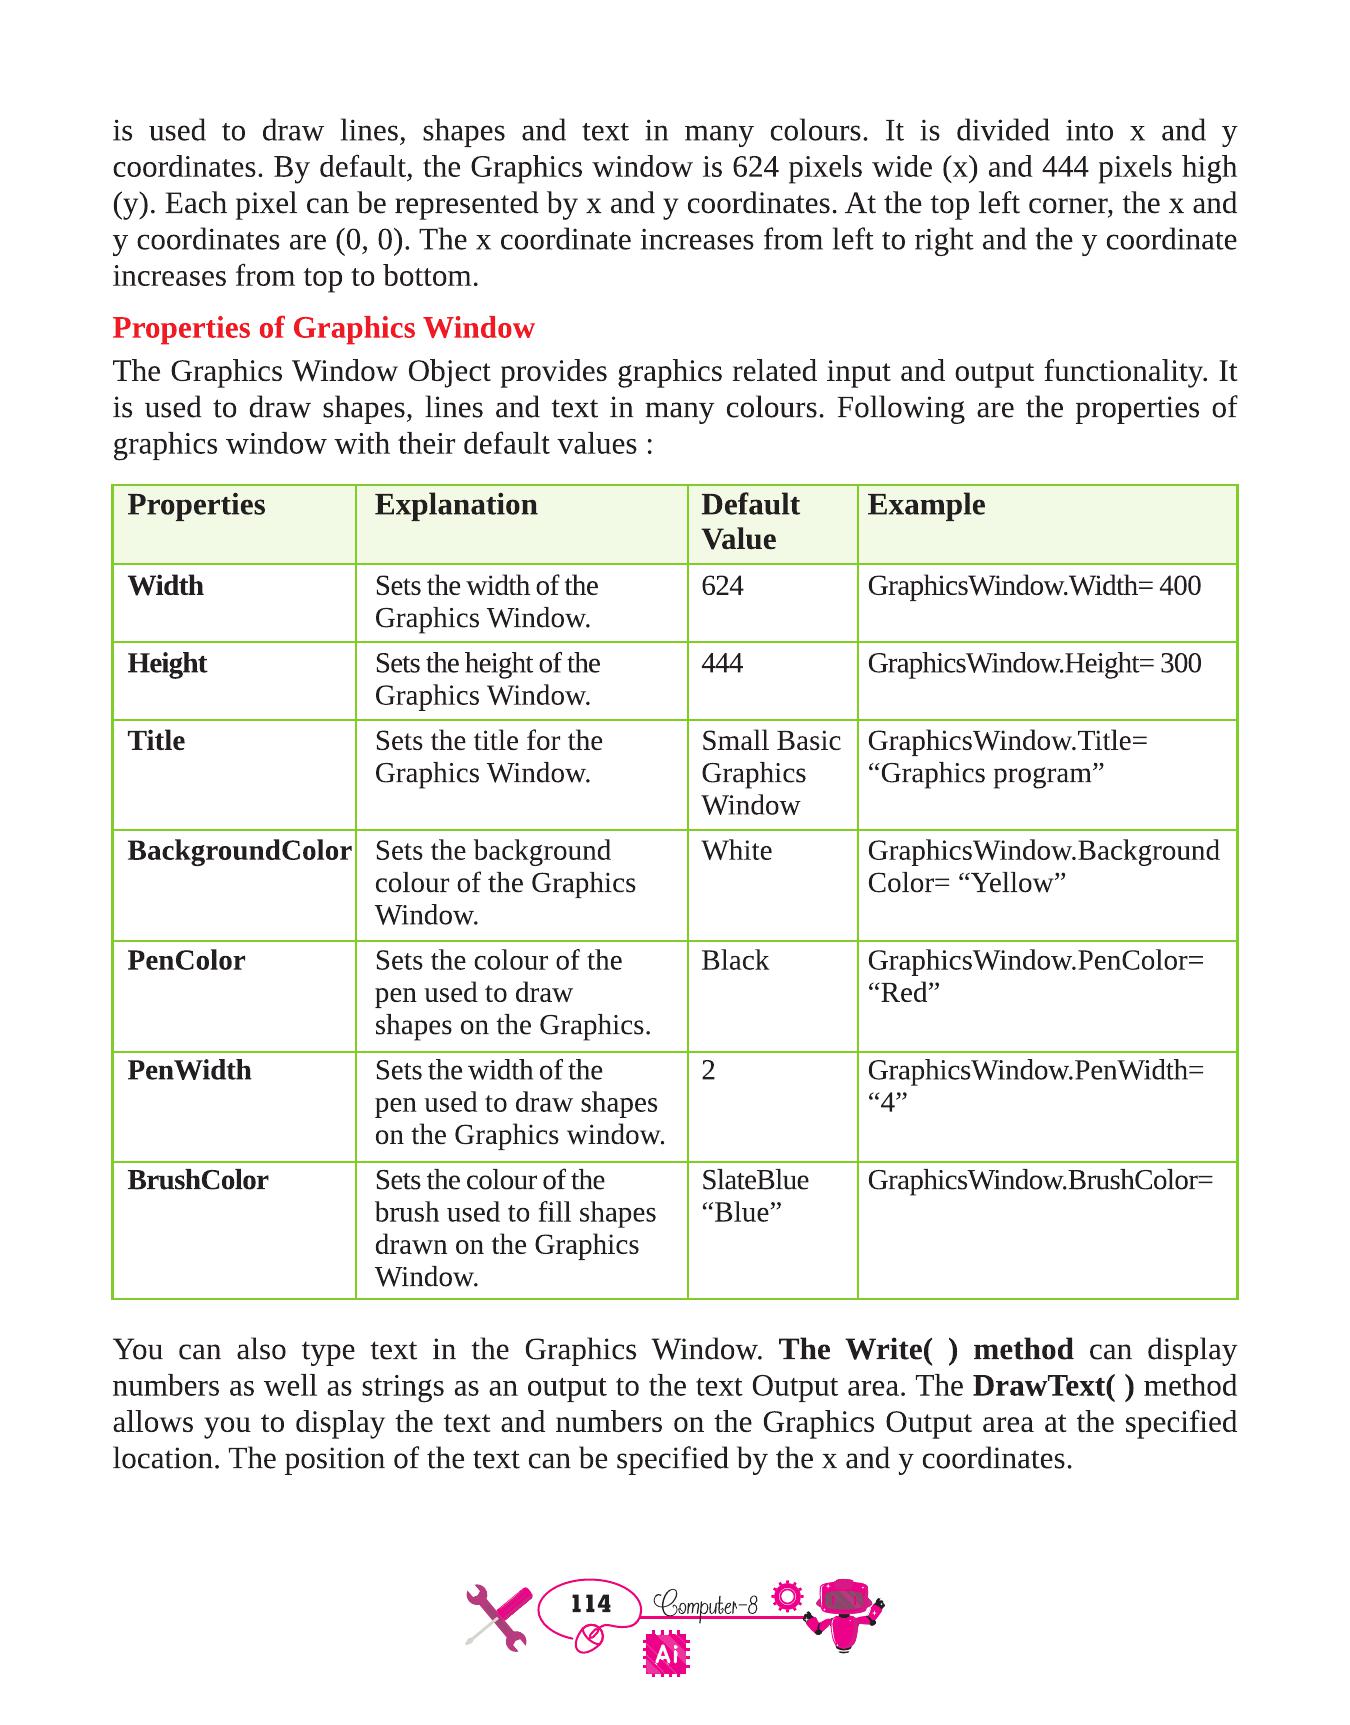 is used to draw lines, shapes and text in many colours. It is divided into x and y
coordinates. By default, the Graphics window is 624 pixels wide (x) and 444 pixels high
(y). Each pixel can be represented by x and y coordinates. At the top left corner, the x and
y coordinates are (0, 0). The x coordinate increases from left to right and the y coordinate
increases from top to bottom.
Properties of Graphics Window
The Graphics Window Object provides graphics related input and output functionality. It
is used to draw shapes, lines and text in many colours. Following are the properties of
graphics window with their default values :
Properties Explanation Default Example
Value
Width Sets the width of the 624 GraphicsWindow.Width= 400
Graphics Window.
Height Sets the height of the 444 GraphicsWindow.Height= 300
Graphics Window.
Title Sets the title for the Small Basic GraphicsWindow.Title=
Graphics Window. Graphics “Graphics program”
Window
BackgroundColor Sets the background White GraphicsWindow.Background
colour of the Graphics Color= “Yellow”
Window.
PenColor Sets the colour of the Black GraphicsWindow.PenColor=
pen used to draw “Red”
shapes on the Graphics.
PenWidth Sets the width of the 2 GraphicsWindow.PenWidth=
pen used to draw shapes “4”
on the Graphics window.
BrushColor Sets the colour of the SlateBlue GraphicsWindow.BrushColor=
brush used to fill shapes “Blue”
drawn on the Graphics
Window.
You can also type text in the Graphics Window. The Write( ) method can display
numbers as well as strings as an output to the text Output area. The DrawText( ) method
allows you to display the text and numbers on the Graphics Output area at the specified
location. The position of the text can be specified by the x and y coordinates.
114 Computer-8
Ai